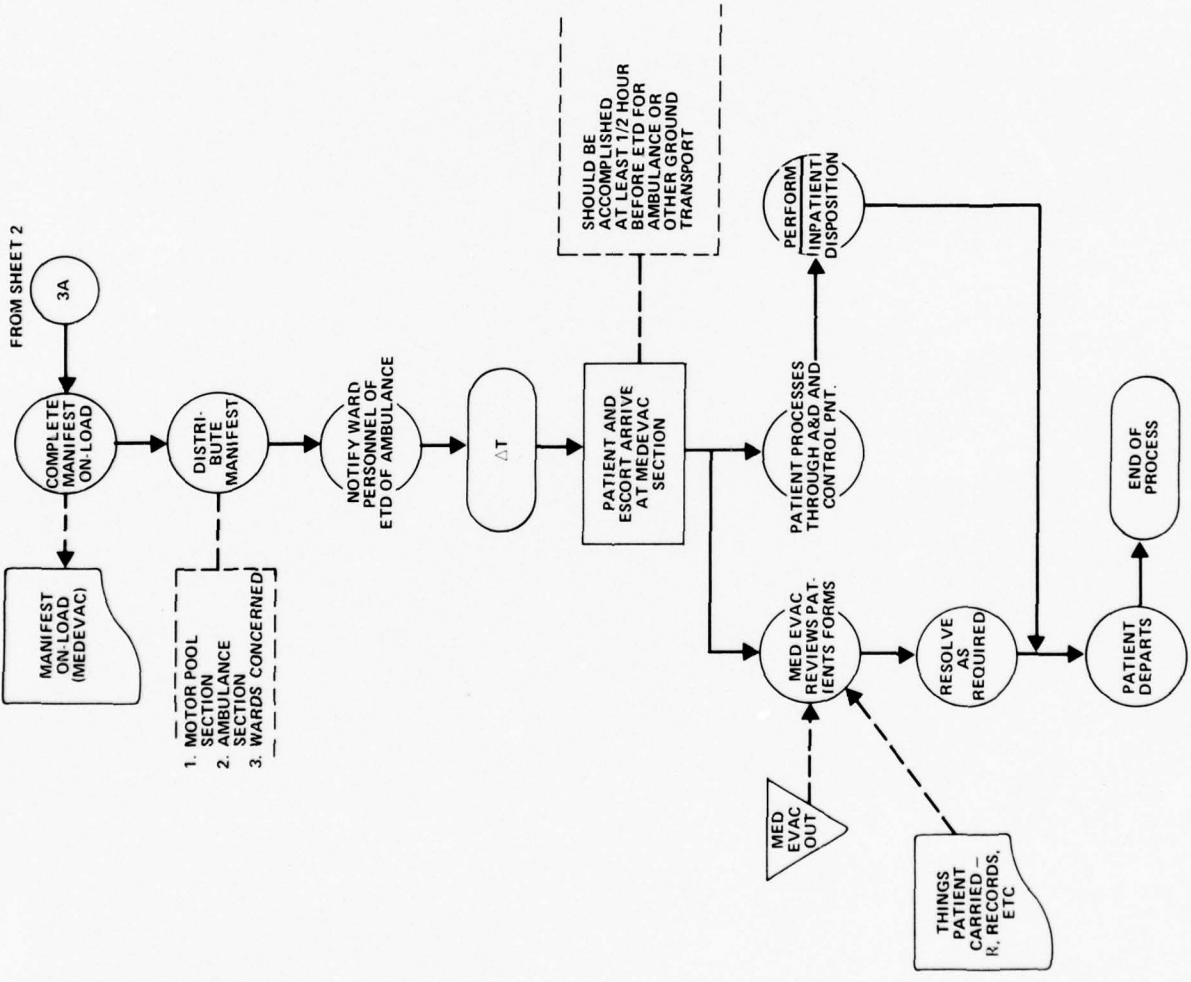 FROM SHEET 2
3A
COMPLETE
MANIFEST
ON-LOAD
MANIFEST
ON-LOAD
(MEDEVAC)
DISTRI-
BUTE
MANIFEST
1. MOTOR POOL
SECTION
2. AMBULANCE
SECTION
3. WARDS CONCERNED
NOTIFY WARD
PERSONNEL OF
ETD OF AMBULANCE
ΔT
PATIENT AND
ESCORT ARRIVE
AT MEDEVAC
SECTION
SHOULD BE
ACCOMPLISHED
AT LEAST 1/2 HOUR
BEFORE ETD FOR
AMBULANCE OR
OTHER GROUND
TRANSPORT
PATIENT PROCESSES
THROUGH A&D AND
CONTROL PNT.
PERFORM
INPATIENT
DISPOSITION
MED EVAC
REVIEWS PAT-
IENTS FORMS
MED
EVAC
OUT
THINGS
PATIENT
CARRIED –
R, RECORDS,
ETC
RESOLVE
AS
REQUIRED
PATIENT
DEPARTS
END OF
PROCESS